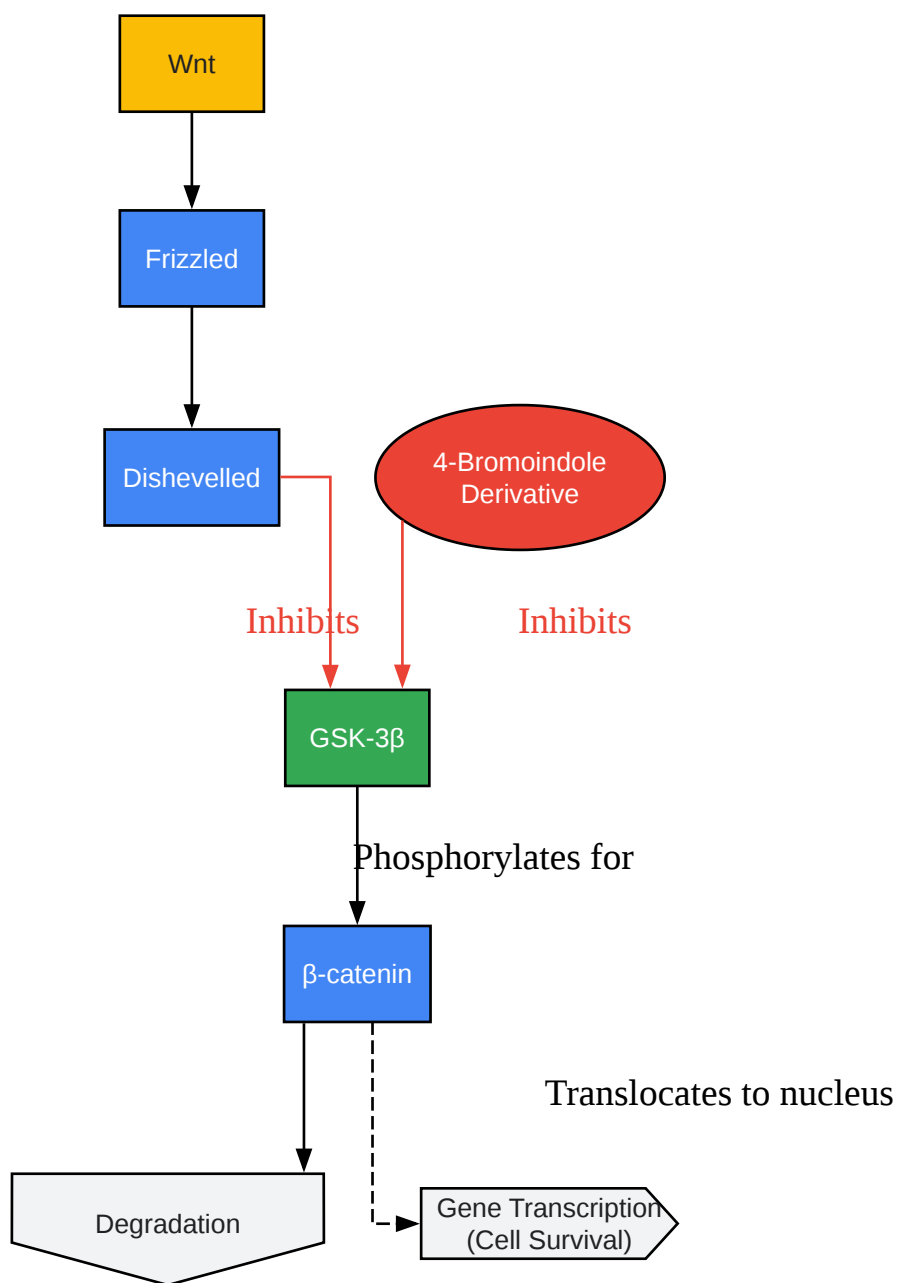 Wnt
Frizzled
Dishevelled
4-Bromoindole
Derivative
Inhibits
Inhibits
GSK-3β
Phosphorylates for
β-catenin
Translocates to nucleus
Degradation
Gene Transcription
(Cell Survival)